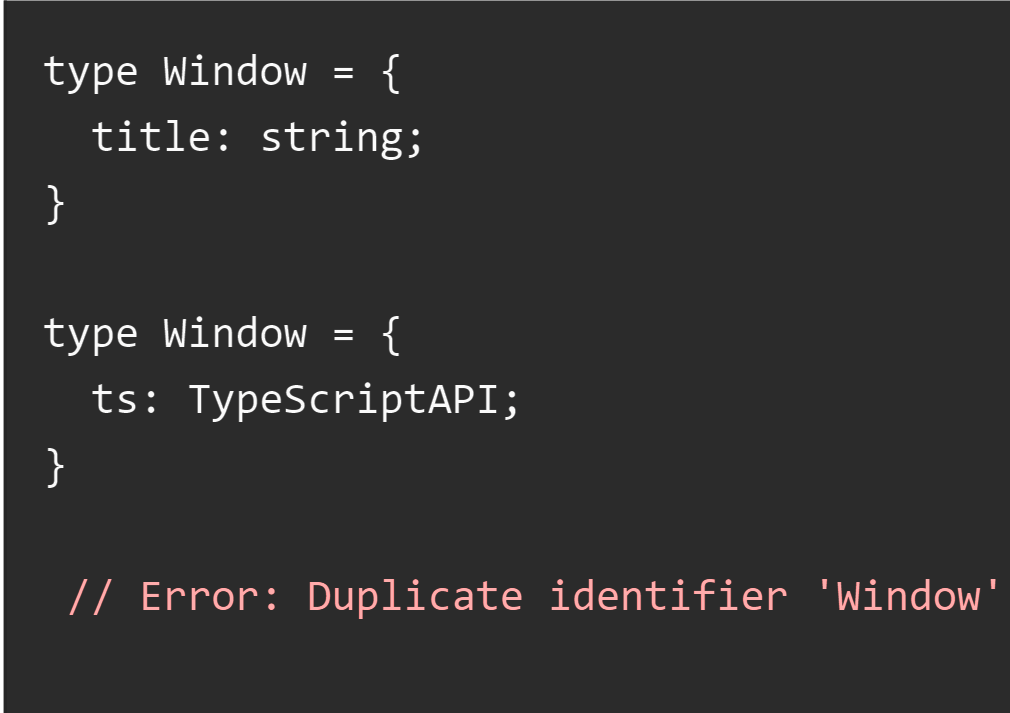 type Window = {
  title: string;
}
type Window = {
  ts: TypeScriptAPI;
}
// Error: Duplicate identifier 'Window'